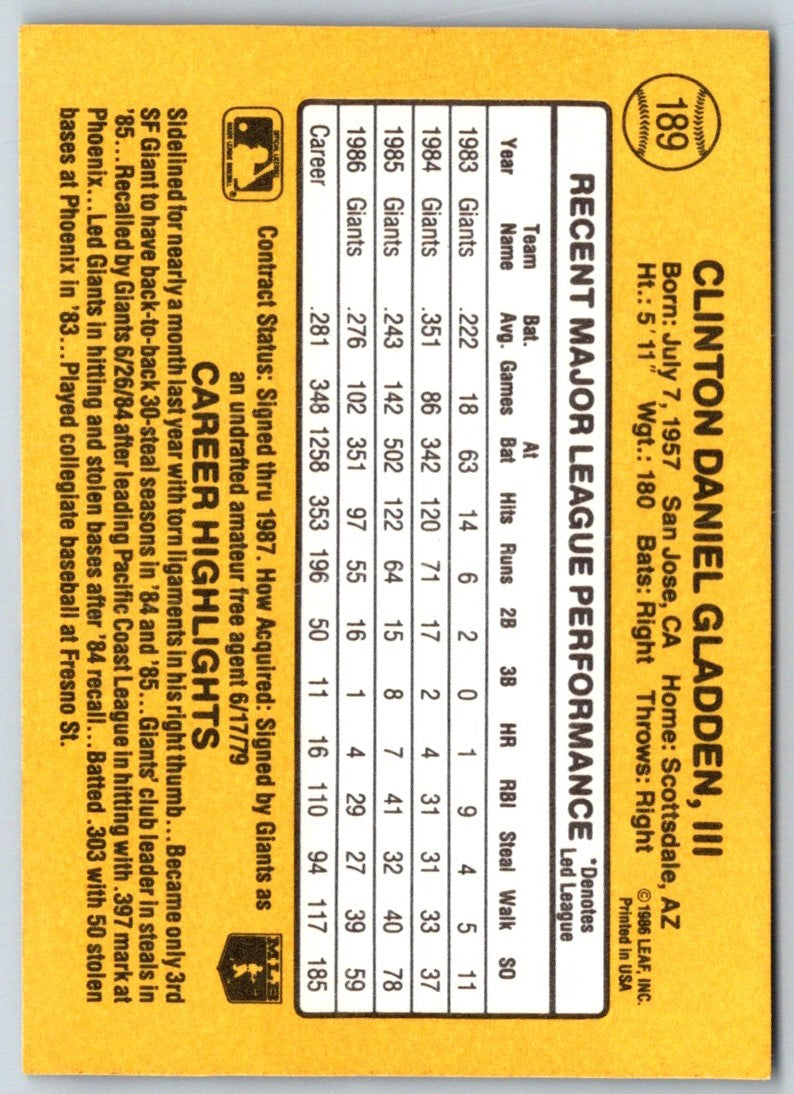 189
CLINTON DANIEL GLADDEN, III
Born: July 7, 1957 San Jose, CA Home: Scottsdale, AZ
Ht.: 5'11" Wgt.: 180 Bats: Right Throws: Right
© 1986 LEAF, INC.
Printed in USA
RECENT MAJOR LEAGUE PERFORMANCE
*Denotes
Led League
Year Team Name Bat. Avg. Games At Bat Hits Runs 2B 3B HR RBI Steal Walk SO
1983 Giants .222 18 63 14 6 2 0 1 9 4 5 11
1984 Giants .351 86 342 120 71 17 2 4 31 31 33 37
1985 Giants .243 142 502 122 64 15 8 7 41 32 40 78
1986 Giants .276 102 351 97 55 16 1 4 29 27 39 59
Career .281 348 1258 353 196 50 11 16 110 94 117 185
OFFICIAL LICENSEE
MAJOR LEAGUE BASEBALL
Contract Status: Signed thru 1987. How Acquired: Signed by Giants as
an undrafted amateur free agent 6/17/79
MLB
CAREER HIGHLIGHTS
Sidelined for nearly a month last year with torn ligaments in his right thumb...Became only 3rd
SF Giant to have back-to-back 30-steal seasons in '84 and '85...Giants' club leader in steals in
'85...Recalled by Giants 6/26/84 after leading Pacific Coast League in hitting with .397 mark at
Phoenix...Led Giants in hitting and stolen bases after '84 recall...Batted .303 with 50 stolen
bases at Phoenix in '83...Played collegiate baseball at Fresno St.